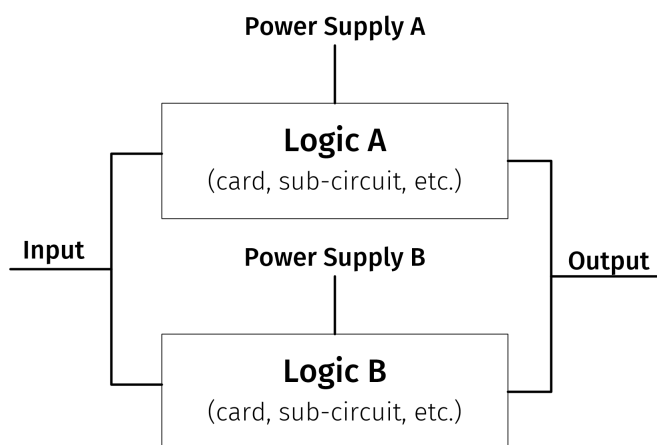 Power Supply A
Logic A
(card, sub-circuit, etc.)
Input
Power Supply B
Output
Logic B
(card, sub-circuit, etc.)